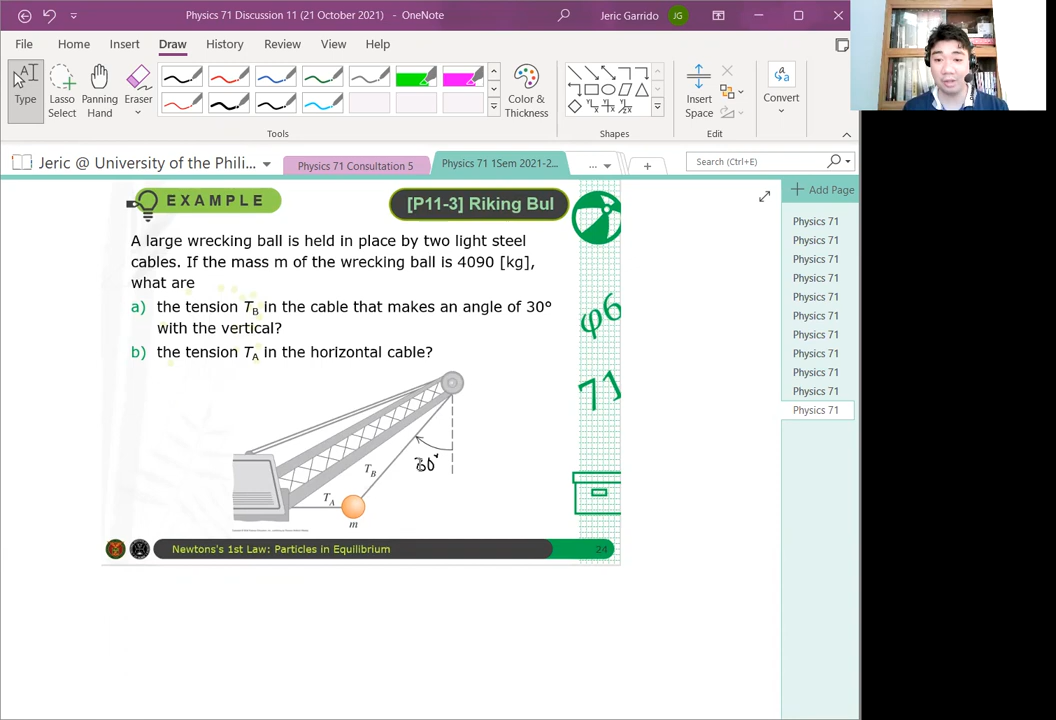 Physics 71 Discussion 11 (21 October 2021) - OneNote
Jeric Garrido
JG
File
Home
Insert
Draw
History
Review
View
Help
Type
Lasso
Select
Panning
Hand
Eraser
Color &
Thickness
Insert
Space
Convert
Tools
Shapes
Edit
Jeric @ University of the Phili...
Physics 71 Consultation 5
Physics 71 1Sem 2021-2...
...
Search (Ctrl+E)
Add Page
Physics 71
Physics 71
Physics 71
Physics 71
Physics 71
Physics 71
Physics 71
Physics 71
Physics 71
Physics 71
Physics 71
EXAMPLE
[P11-3] Riking Bul
A large wrecking ball is held in place by two light steel
cables. If the mass m of the wrecking ball is 4090 [kg],
what are
a) the tension TB in the cable that makes an angle of 30°
with the vertical?
b) the tension TA in the horizontal cable?
φ6
71
30°
TB
TA
m
Newtons's 1st Law: Particles in Equilibrium
24